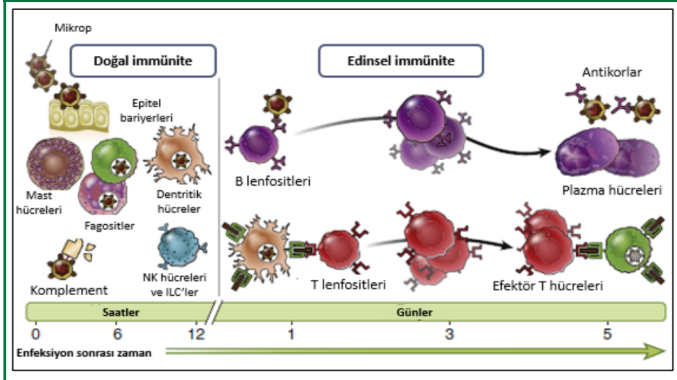 Mikrop
Doğal immünite
Edinsel immünite
Epitel
bariyerleri
Antikorlar
Mast
hücreleri
Fagositler
Dentritik
hücreler
B lenfositleri
Plazma hücreleri
Komplement
NK hücreleri
ve ILC'ler
T lenfositleri
Efektör T hücreleri
Saatler
Günler
0 6 12 1 3 5
Enfeksiyon sonrası zaman